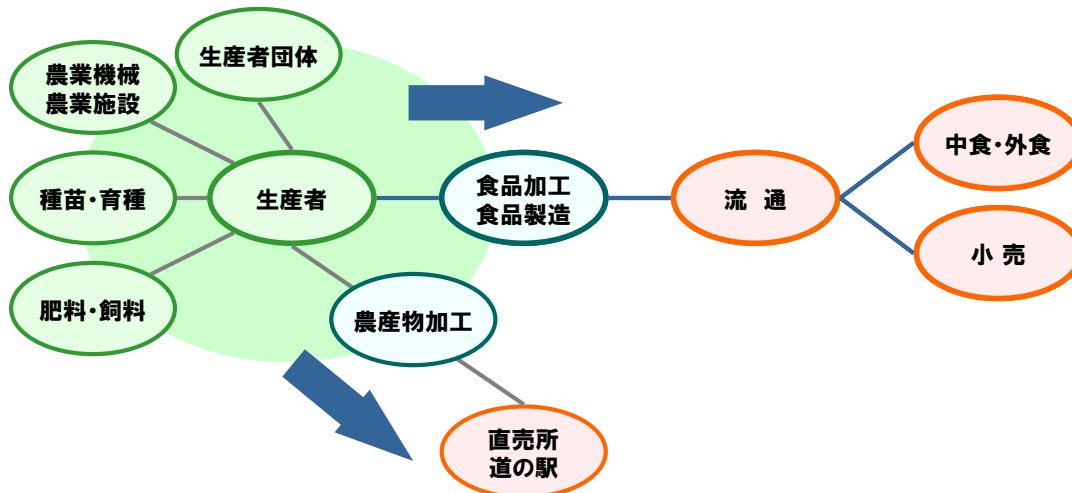 生産者団体
農業機械
農業施設
中食・外食
種苗・育種
生産者
食品加工
食品製造
流 通
小 売
肥料・飼料
農産物加工
直売所
道の駅